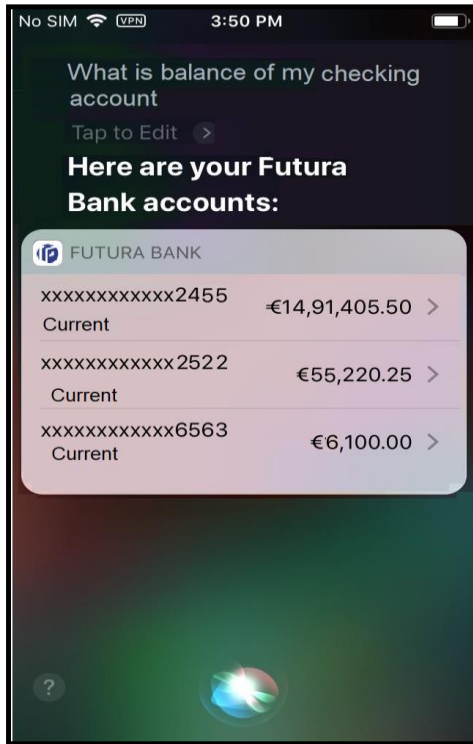 No SIM VPN 3:50 PM
What is balance of my checking
account
Tap to Edit >
Here are your Futura
Bank accounts:
FUTURA BANK
xxxxxxxxxxxx2455 €14,91,405.50 >
Current
xxxxxxxxxxxx2522 €55,220.25 >
Current
xxxxxxxxxxxx6563 €6,100.00 >
Current
?